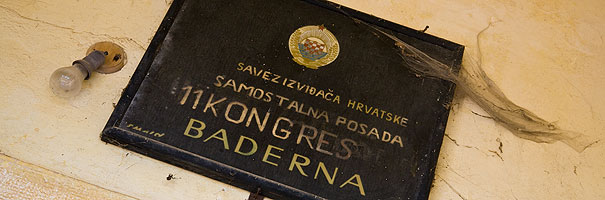 SAVEZ IZVIĐAČA HRVATSKE
SAMOSTALNA POSADA
11 KONGRES
BADERNA